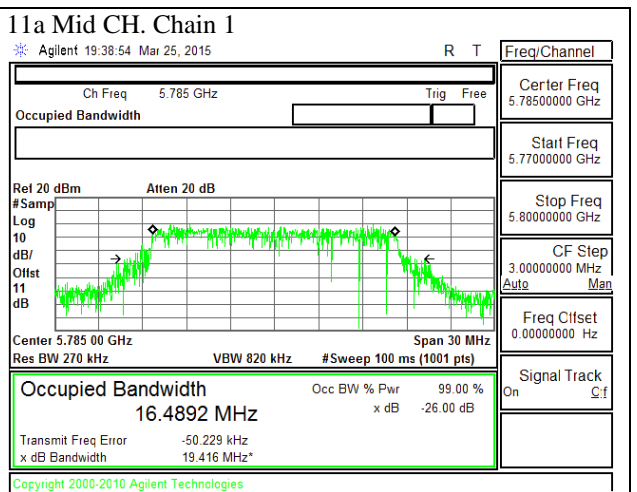 11a Mid CH. Chain 1
Agilent 19:38:54 Mar 25, 2015 R T
Freq/Channel
Ch Freq 5.785 GHz Trig Free
Occupied Bandwidth
Center Freq
5.78500000 GHz
Start Freq
5.77000000 GHz
Stop Freq
5.80000000 GHz
CF Step
3.00000000 MHz
Auto Man
Freq Offset
0.00000000 Hz
Signal Track
On Off
Ref 20 dBm Atten 20 dB
#Samp
Log
10
dB/
Offst
11
dB
Center 5.785 00 GHz Span 30 MHz
Res BW 270 kHz VBW 820 kHz #Sweep 100 ms (1001 pts)
Occupied Bandwidth Occ BW % Pwr 99.00 %
16.4892 MHz x dB -26.00 dB
Transmit Freq Error -50.229 kHz
x dB Bandwidth 19.416 MHz*
Copyright 2000-2010 Agilent Technologies